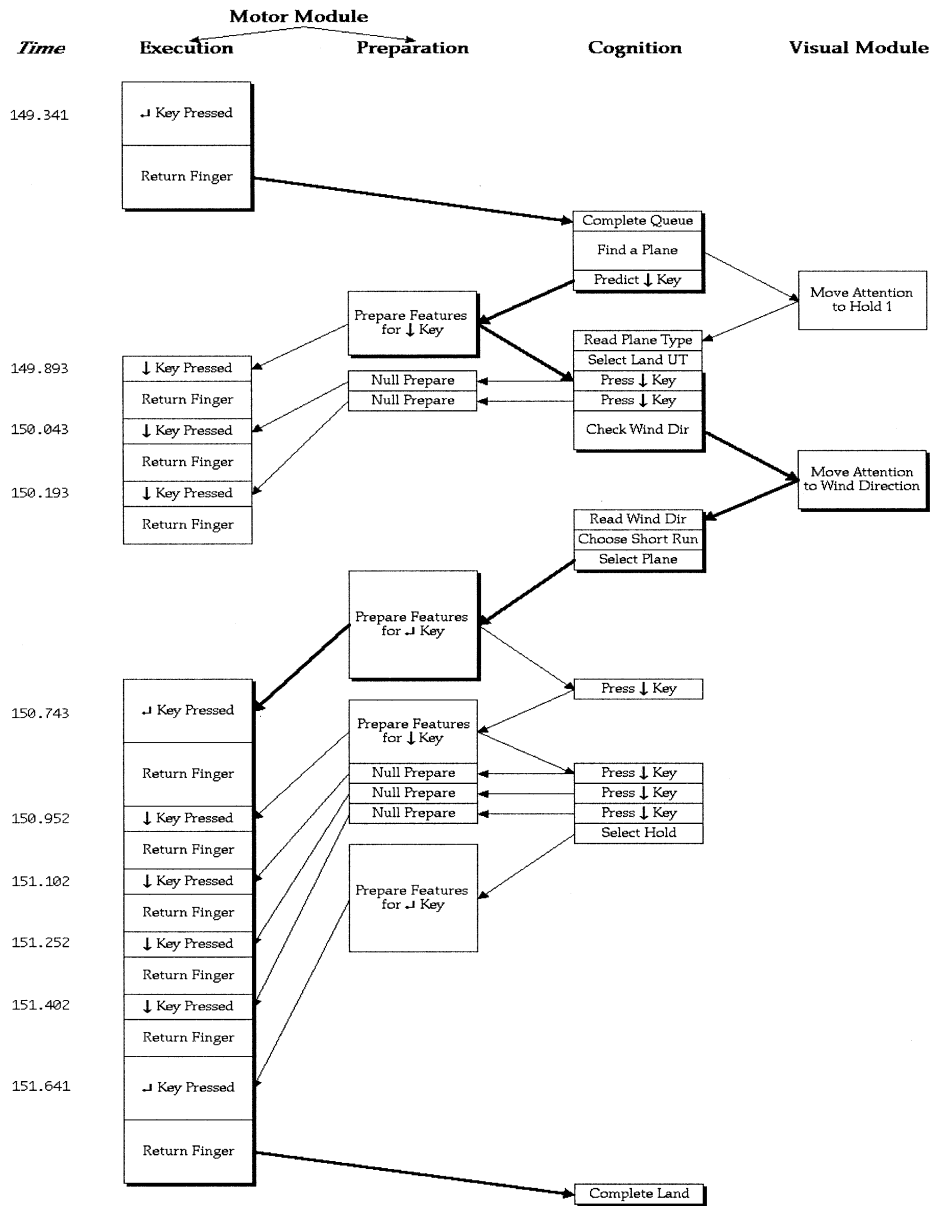 Motor Module
Time Execution Preparation Cognition Visual Module
149.341
↵ Key Pressed
Return Finger
Complete Queue
Find a Plane
Predict ↓ Key
Move Attention
to Hold 1
Prepare Features
for ↓ Key
Read Plane Type
Select Land UT
149.893
↓ Key Pressed
Null Prepare
Press ↓ Key
Return Finger
Null Prepare
Press ↓ Key
150.043
↓ Key Pressed
Check Wind Dir
Return Finger
Move Attention
to Wind Direction
150.193
↓ Key Pressed
Return Finger
Read Wind Dir
Choose Short Run
Select Plane
Prepare Features
for ↵ Key
Press ↓ Key
150.743
↵ Key Pressed
Prepare Features
for ↓ Key
Return Finger
Null Prepare
Press ↓ Key
Null Prepare
Press ↓ Key
150.952
↓ Key Pressed
Null Prepare
Press ↓ Key
Select Hold
Return Finger
151.102
↓ Key Pressed
Prepare Features
for ↵ Key
Return Finger
151.252
↓ Key Pressed
Return Finger
151.402
↓ Key Pressed
Return Finger
151.641
↵ Key Pressed
Return Finger
Complete Land